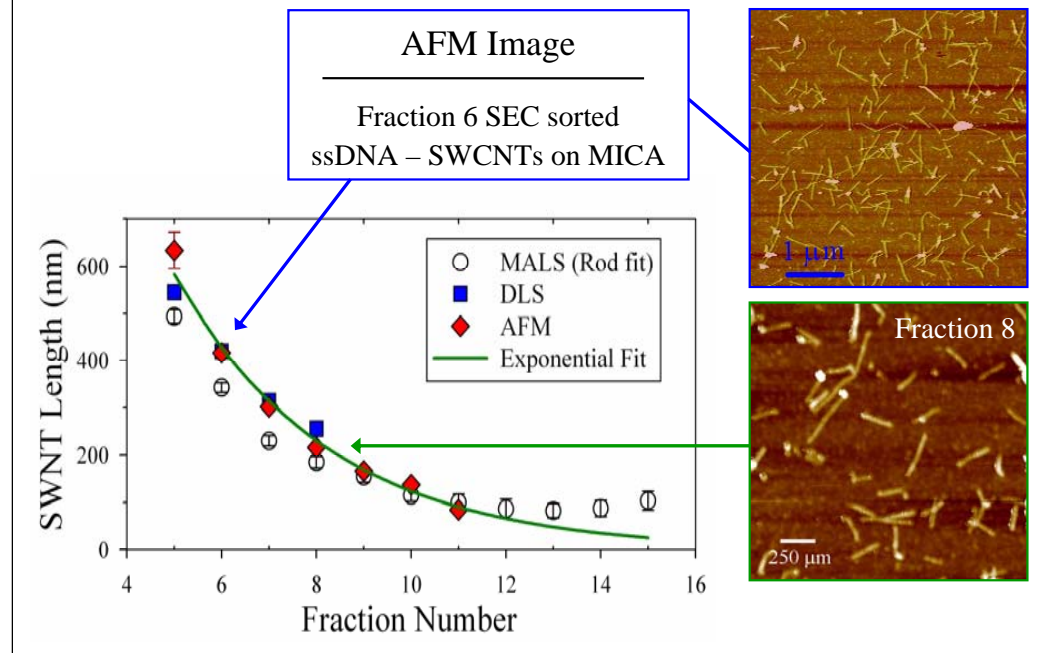 AFM Image
Fraction 6 SEC sorted
ssDNA – SWCNTs on MICA
1 μm
Fraction 8
250 μm
SWNT Length (nm)
600
400
200
0
MALS (Rod fit)
DLS
AFM
Exponential Fit
4 6 8 10 12 14 16
Fraction Number